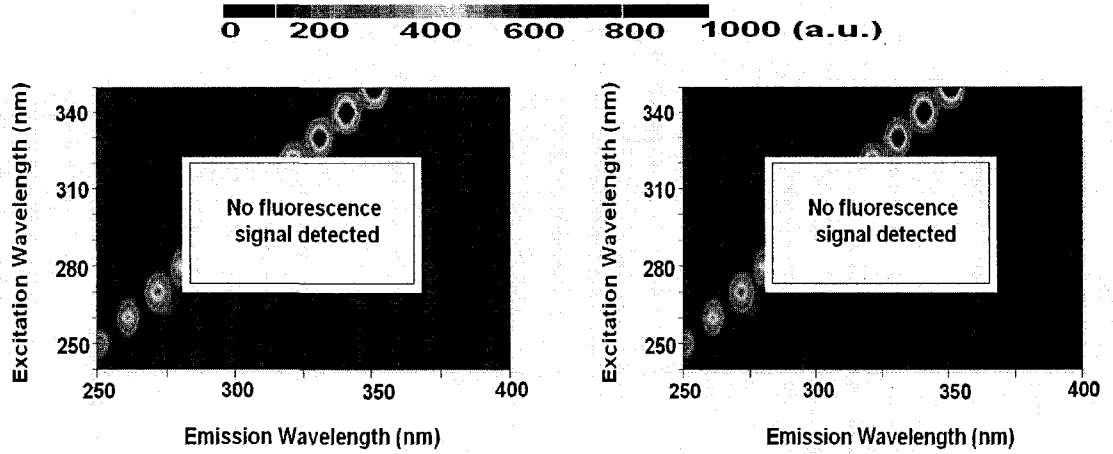 0 200 400 600 800 1000 (a.u.)
Excitation Wavelength (nm)
340
310
280
250
No fluorescence
signal detected
250 300 350 400
Emission Wavelength (nm)
Excitation Wavelength (nm)
340
310
280
250
No fluorescence
signal detected
250 300 350 400
Emission Wavelength (nm)